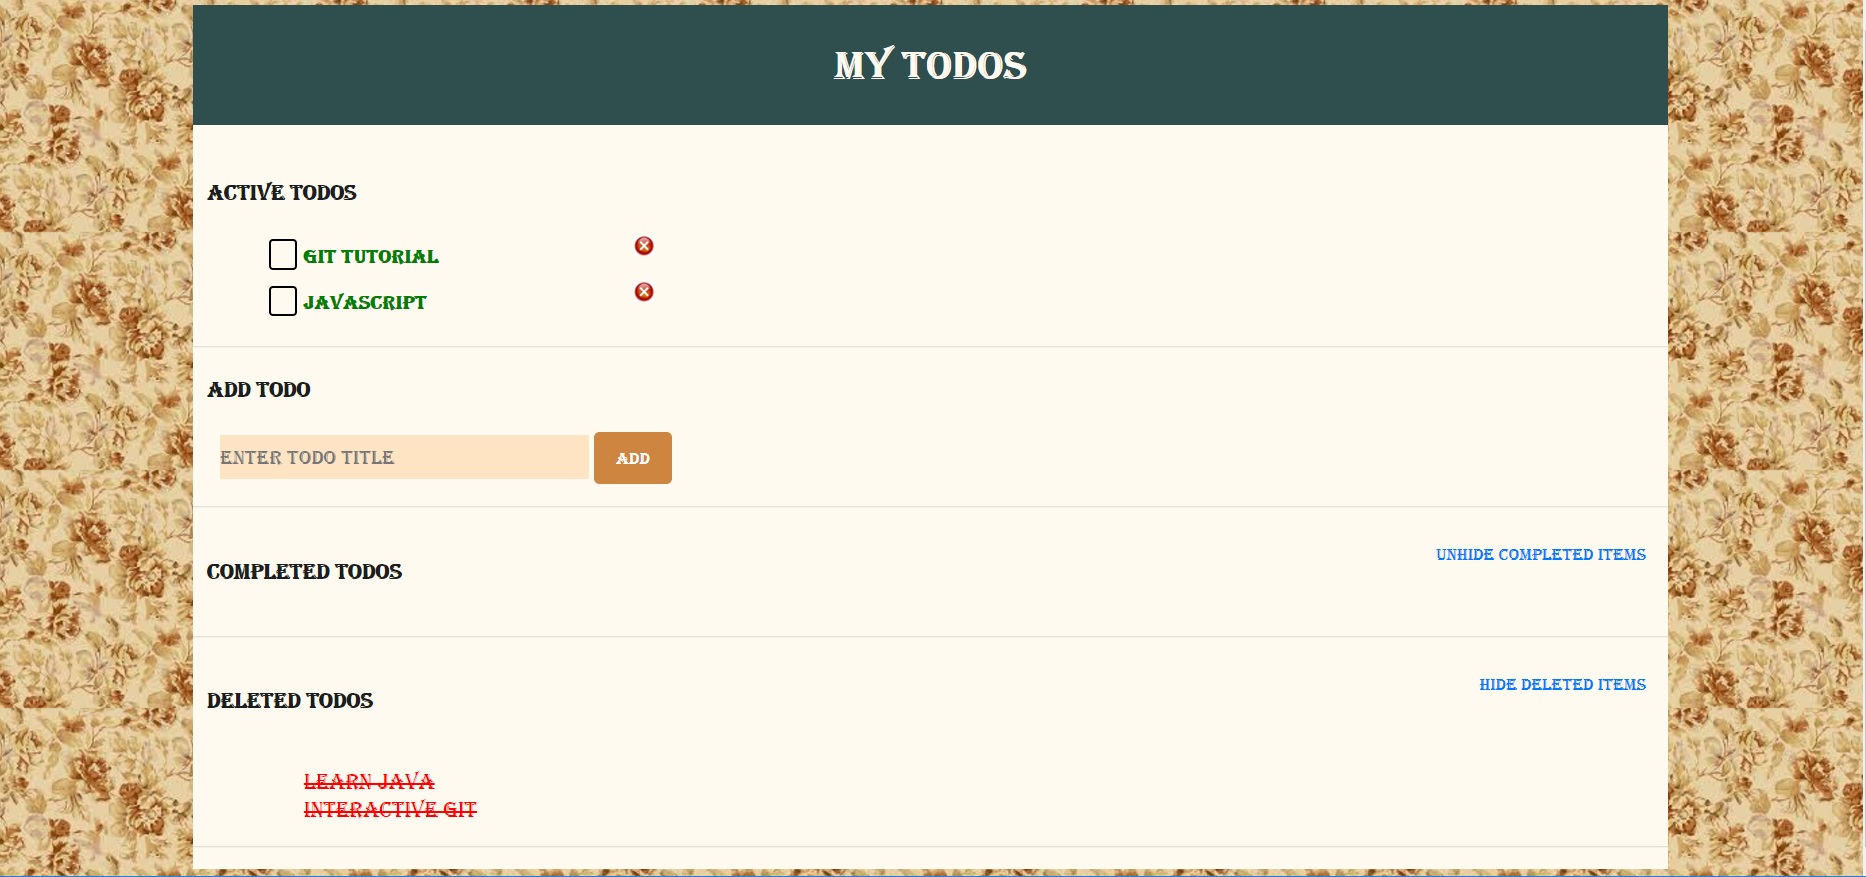 MY TODOS
ACTIVE TODOS
GIT TUTORIAL
JAVASCRIPT
ADD TODO
ENTER TODO TITLE
ADD
COMPLETED TODOS
UNHIDE COMPLETED ITEMS
DELETED TODOS
HIDE DELETED ITEMS
LEARN JAVA
INTERACTIVE GIT